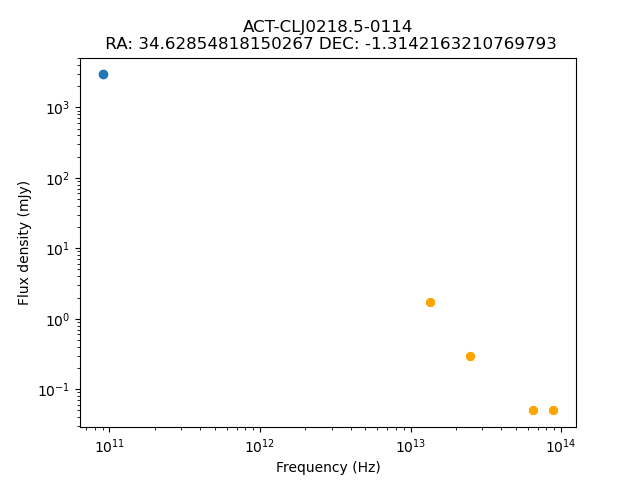 ACT-CLJ0218.5-0114
RA: 34.62854818150267 DEC: -1.3142163210769793
10³
10²
10¹
10⁰
10⁻¹
Flux density (mJy)
10¹¹ 10¹² 10¹³ 10¹⁴
Frequency (Hz)